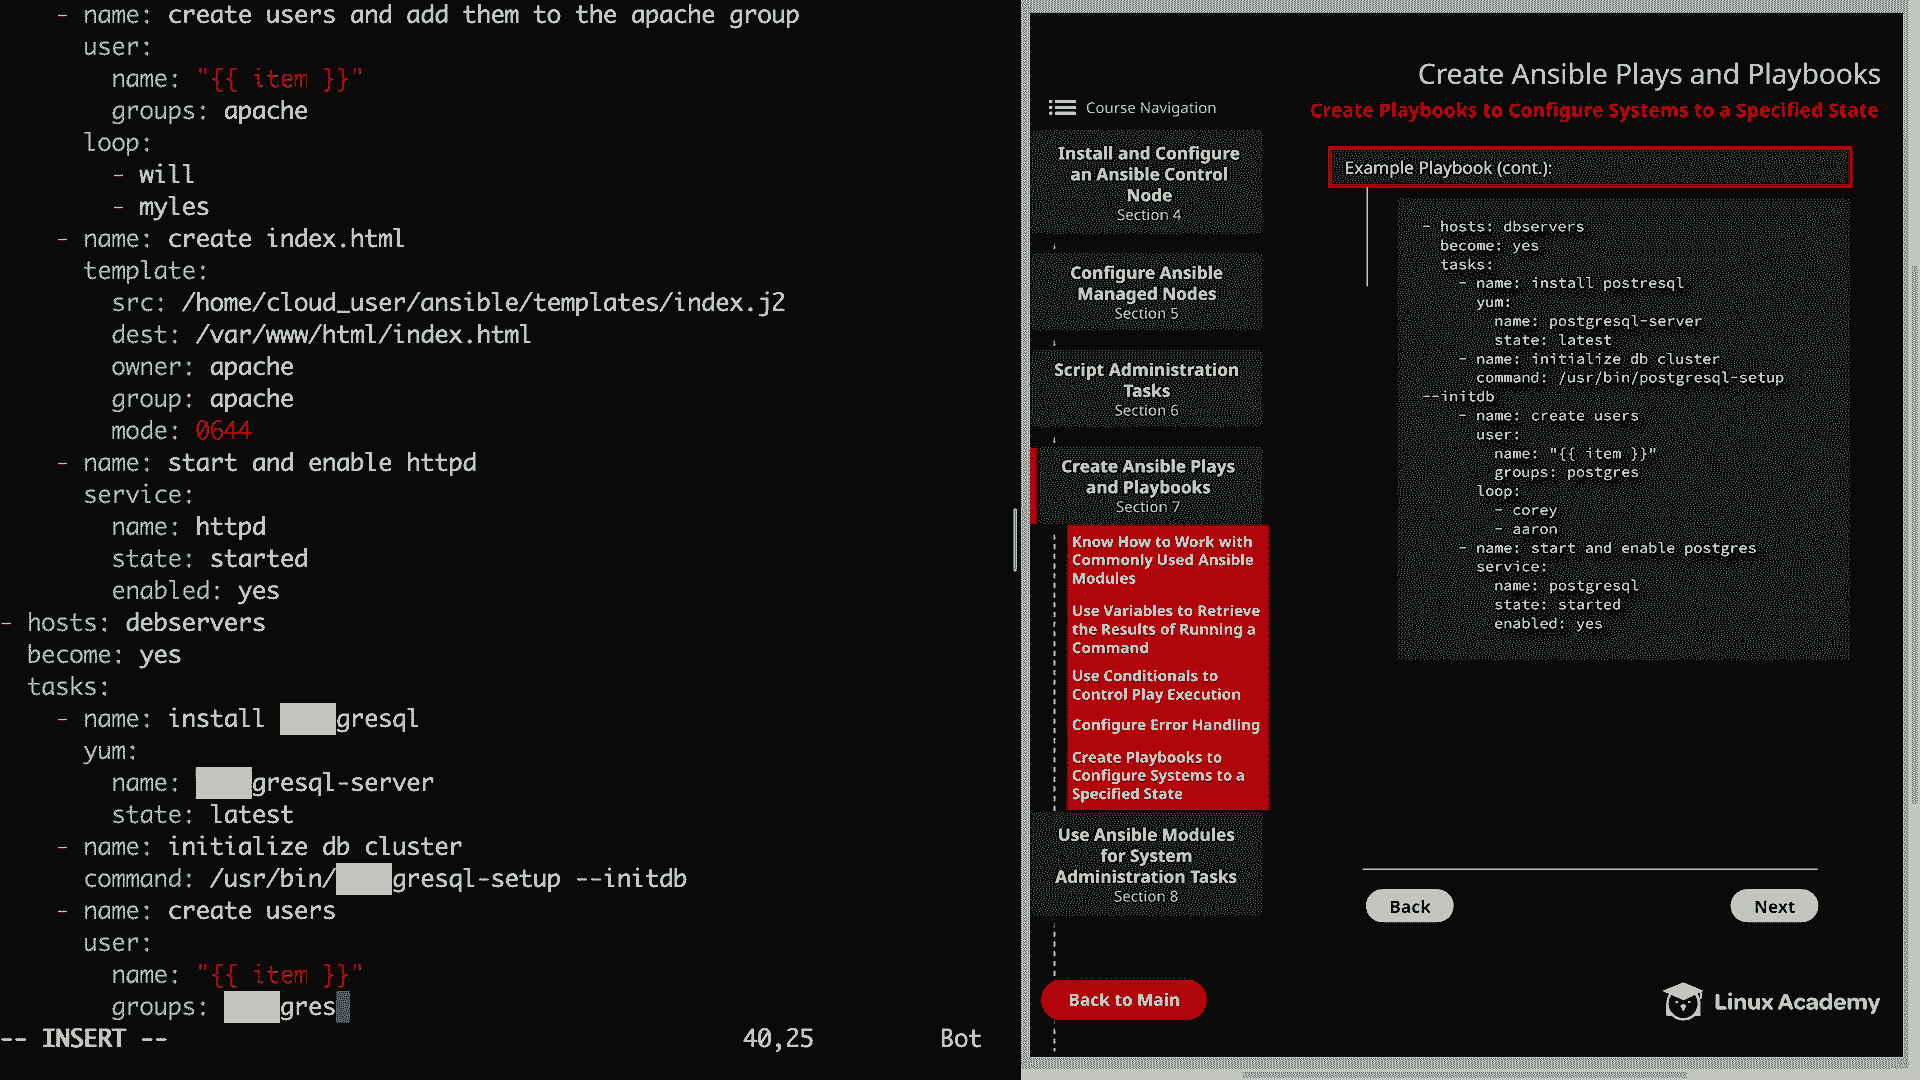 - name: create users and add them to the apache group
user:
name: "{{ item }}"
groups: apache
loop:
- will
- myles
- name: create index.html
template:
src: /home/cloud_user/ansible/templates/index.j2
dest: /var/www/html/index.html
owner: apache
group: apache
mode: 0644
- name: start and enable httpd
service:
name: httpd
state: started
enabled: yes
- hosts: debservers
become: yes
tasks:
- name: install gresql
yum:
name: gresql-server
state: latest
- name: initialize db cluster
command: /usr/bin/ gresql-setup --initdb
- name: create users
user:
name: "{{ item }}"
groups: gres
-- INSERT --
40,25
Bot
Create Ansible Plays and Playbooks
Create Playbooks to Configure Systems to a Specified State
Course Navigation
Install and Configure
an Ansible Control
Node
Section 4
Configure Ansible
Managed Nodes
Section 5
Script Administration
Tasks
Section 6
Create Ansible Plays
and Playbooks
Section 7
Know How to Work with
Commonly Used Ansible
Modules
Use Variables to Retrieve
the Results of Running a
Command
Use Conditionals to
Control Play Execution
Configure Error Handling
Create Playbooks to
Configure Systems to a
Specified State
Use Ansible Modules
for System
Administration Tasks
Section 8
Back to Main
Example Playbook (cont.):
- hosts: dbservers
become: yes
tasks:
- name: install postresql
yum:
name: postgresql-server
state: latest
- name: initialize db cluster
command: /usr/bin/postgresql-setup
--initdb
- name: create users
user:
name: "{{ item }}"
groups: postgres
loop:
- corey
- aaron
- name: start and enable postgres
service:
name: postgresql
state: started
enabled: yes
Back
Next
Linux Academy